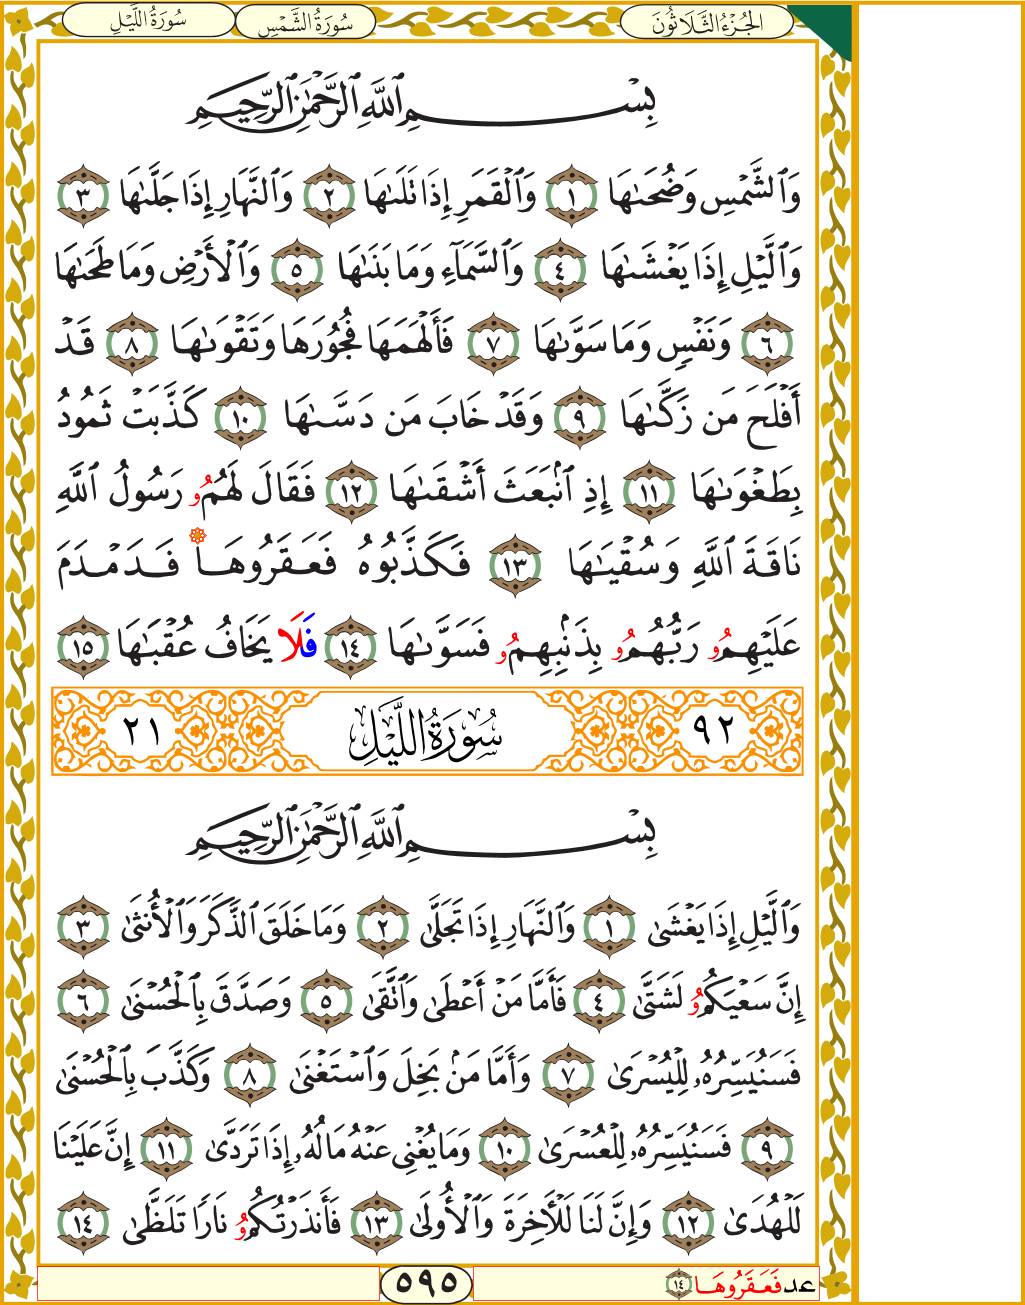 الجُزْءُ الثَّلَاثُونَ سُورَةُ الشَّمْسِ سُورَةُ اللَّيْلِ
بِسْمِ ٱللَّهِ ٱلرَّحْمَٰنِ ٱلرَّحِيمِ
وَٱلشَّمْسِ وَضُحَىٰهَا ١ وَٱلْقَمَرِ إِذَا تَلَىٰهَا ٢ وَٱلنَّهَارِ إِذَا جَلَّىٰهَا ٣
وَٱلَّيْلِ إِذَا يَغْشَىٰهَا ٤ وَٱلسَّمَآءِ وَمَا بَنَىٰهَا ٥ وَٱلْأَرْضِ وَمَا طَحَىٰهَا
٦ وَنَفْسٍ وَمَا سَوَّىٰهَا ٧ فَأَلْهَمَهَا فُجُورَهَا وَتَقْوَىٰهَا ٨ قَدْ
أَفْلَحَ مَن زَكَّىٰهَا ٩ وَقَدْ خَابَ مَن دَسَّىٰهَا ١٠ كَذَّبَتْ ثَمُودُ
بِطَغْوَىٰهَا ١١ إِذِ ٱنۢبَعَثَ أَشْقَىٰهَا ١٢ فَقَالَ لَهُمُۥ رَسُولُ ٱللَّهِ
نَاقَةَ ٱللَّهِ وَسُقْيَىٰهَا ١٣ فَكَذَّبُوهُ فَعَقَرُوهَا فَدَمْدَمَ
عَلَيْهِمُۥ رَبُّهُمُۥ بِذَنۢبِهِمُۥ فَسَوَّىٰهَا ١٤ فَلَا يَخَافُ عُقْبَٰهَا ١٥
٩٢ سُورَةُ اللَّيْلِ ٢١
بِسْمِ ٱللَّهِ ٱلرَّحْمَٰنِ ٱلرَّحِيمِ
وَٱلَّيْلِ إِذَا يَغْشَىٰ ١ وَٱلنَّهَارِ إِذَا تَجَلَّىٰ ٢ وَمَا خَلَقَ ٱلذَّكَرَ وَٱلْأُنثَىٰ ٣
إِنَّ سَعْيَكُمُۥ لَشَتَّىٰ ٤ فَأَمَّا مَنْ أَعْطَىٰ وَٱتَّقَىٰ ٥ وَصَدَّقَ بِٱلْحُسْنَىٰ ٦
فَسَنُيَسِّرُهُۥ لِلْيُسْرَىٰ ٧ وَأَمَّا مَنۢ بَخِلَ وَٱسْتَغْنَىٰ ٨ وَكَذَّبَ بِٱلْحُسْنَىٰ
٩ فَسَنُيَسِّرُهُۥ لِلْعُسْرَىٰ ١٠ وَمَا يُغْنِى عَنْهُ مَالُهُۥٓ إِذَا تَرَدَّىٰ ١١ إِنَّ عَلَيْنَا
لَلْهُدَىٰ ١٢ وَإِنَّ لَنَا لَلْأَخِرَةَ وَٱلْأُولَىٰ ١٣ فَأَنذَرْتُكُمُۥ نَارًا تَلَظَّىٰ ١٤
عد فَعَقَرُوهَا ١٤ ٥٩٥